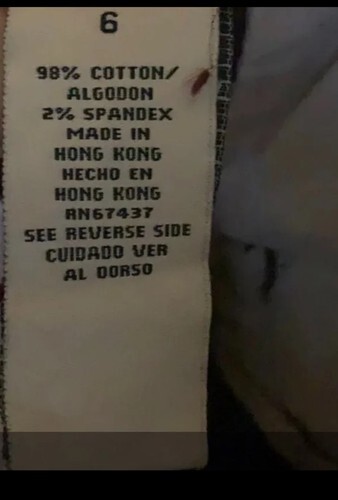 6
98% COTTON/
ALGODON
2% SPANDEX
MADE IN
HONG KONG
HECHO EN
HONG KONG
RN67437
SEE REVERSE SIDE
CUIDADO VER
AL DORSO